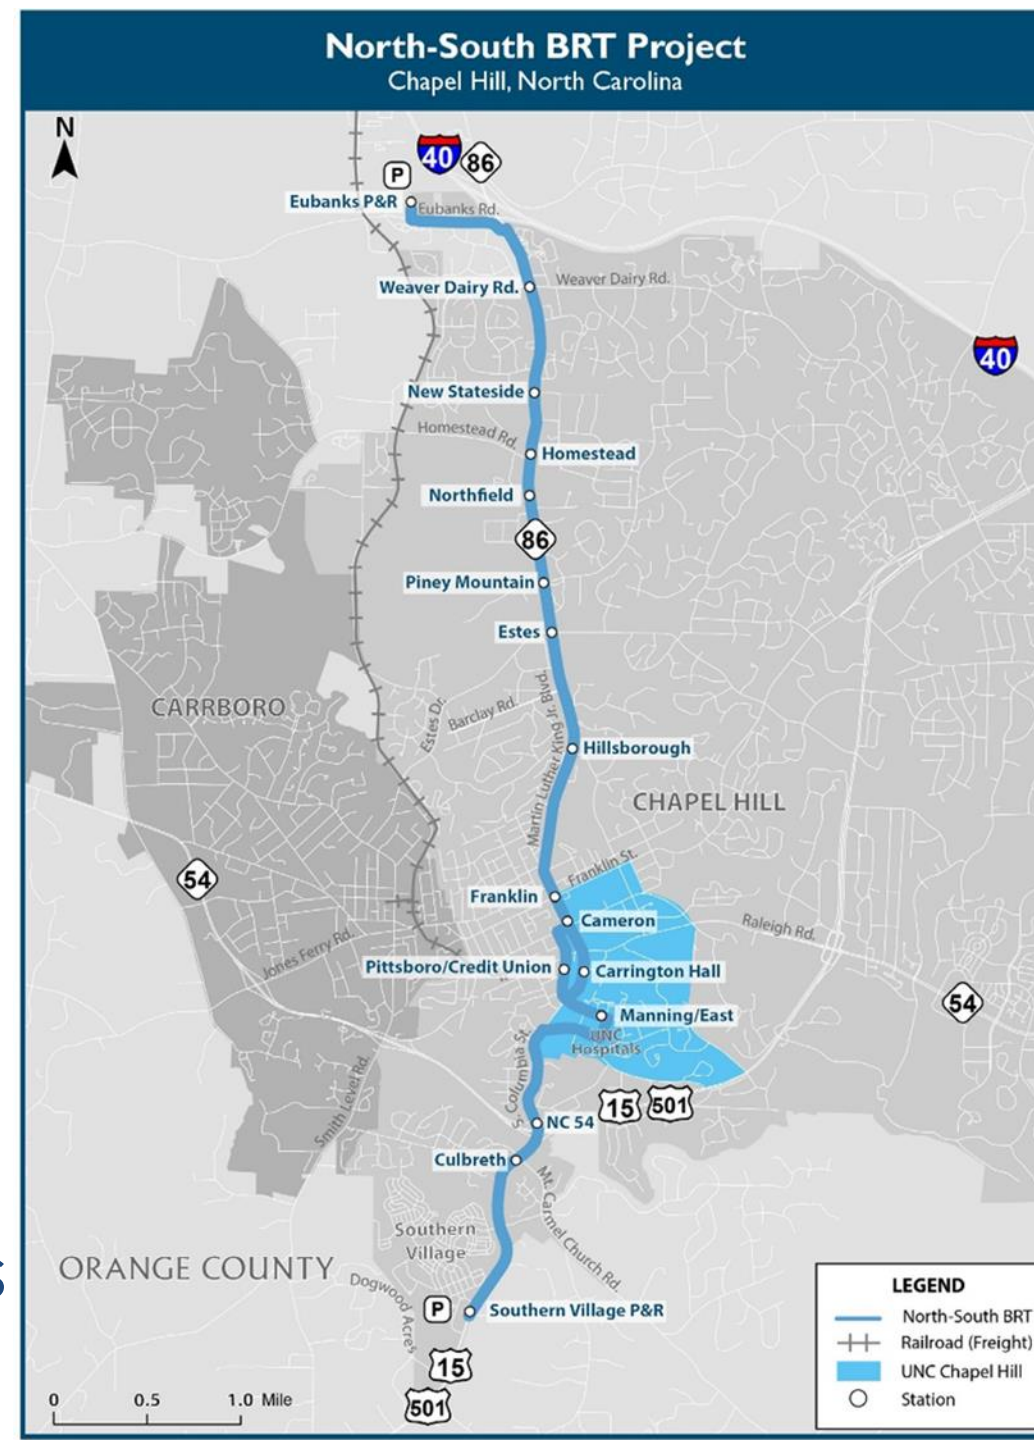 North-South BRT Project
Chapel Hill, North Carolina
N
40
86
P
Eubanks P&R
Eubanks Rd.
Weaver Dairy Rd.
Weaver Dairy Rd.
40
New Stateside
Homestead Rd.
Homestead
Northfield
86
Piney Mountain
Estes
CARRBORO
Estes Dr.
Barclay Rd.
Martin Luther King Jr. Blvd.
Hillsborough
CHAPEL HILL
54
Franklin St.
Franklin
Cameron
Raleigh Rd.
Jones Ferry Rd.
Pittsboro/Credit Union
Carrington Hall
54
Manning/East
UNC
Hospitals
S. Columbia St.
Smith Level Rd.
15
501
NC 54
Culbreth
Mt. Carmel Church Rd.
Southern
Village
ORANGE COUNTY
Dogwood Acres
P
Southern Village P&R
15
501
0 0.5 1.0 Mile
LEGEND
North-South BRT
Railroad (Freight)
UNC Chapel Hill
Station
s